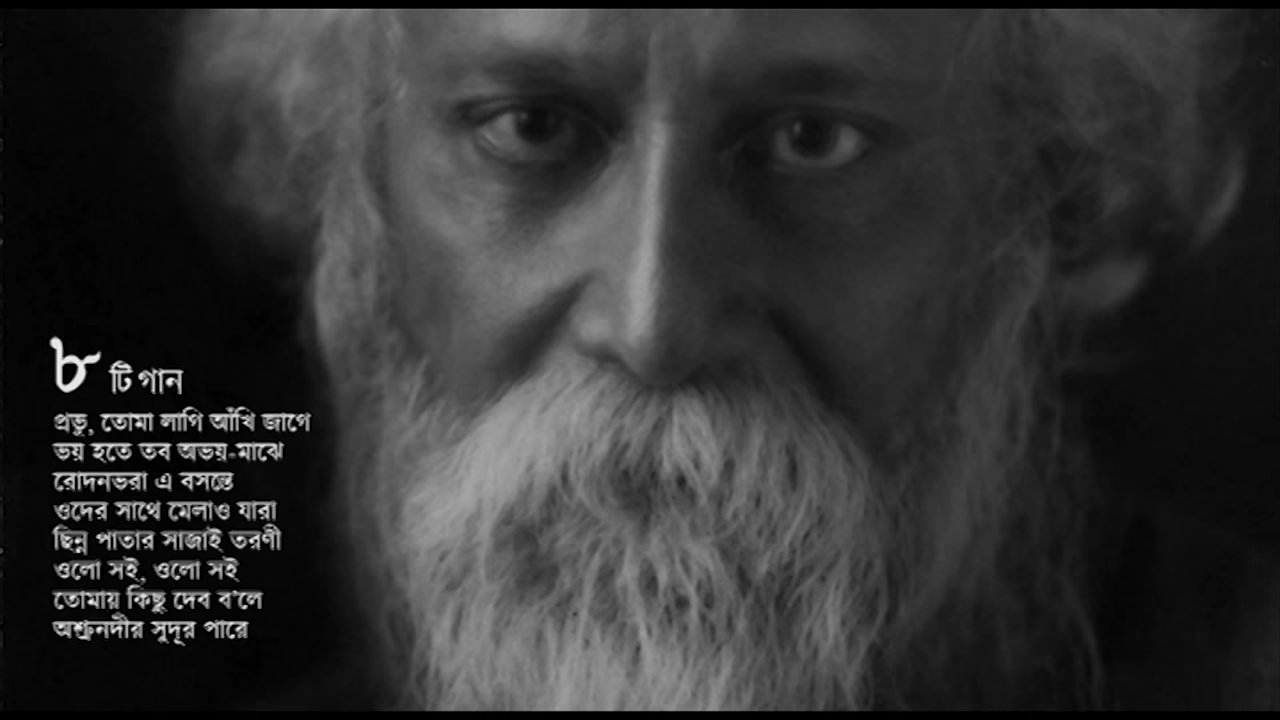 ৮ টি গান
প্রভু, তোমা লাগি আঁখি জাগে
ভয় হতে তব অভয়-মাঝে
রোদনভরা এ বসন্তে
ওদের সাথে মেলাও যারা
ছিন্ন পাতার সাজাই তরণী
ওলো সই, ওলো সই
তোমায় কিছু দেব ব'লে
অশ্রুনদীর সুদূর পারে